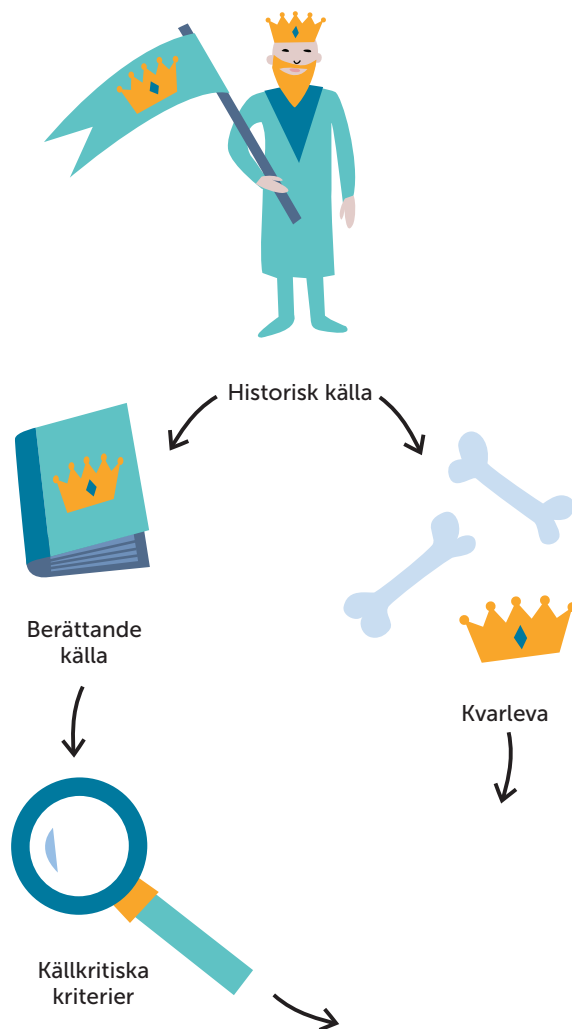 Historisk källa
Berättande
källa
Kvarleva
Källkritiska
kriterier